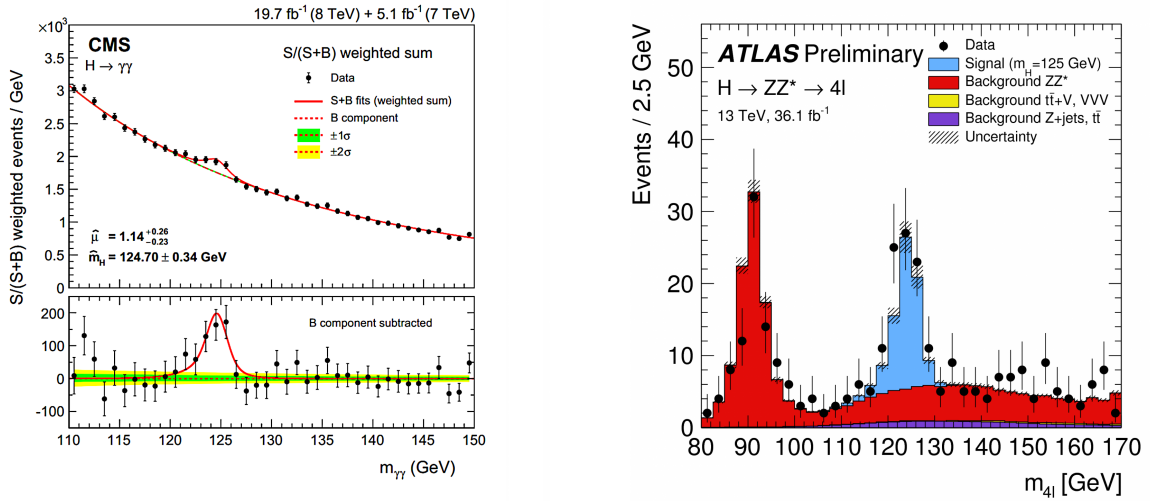 19.7 fb⁻¹ (8 TeV) + 5.1 fb⁻¹ (7 TeV)
×10³
CMS
H → γγ
S/(S+B) weighted sum
Data
S+B fits (weighted sum)
B component
±1σ
±2σ
S/(S+B) weighted events / GeV
3.5
3
2.5
2
1.5
1
0.5
0
μ̂ = 1.14 +0.26 −0.23
m̂H = 124.70 ± 0.34 GeV
B component subtracted
200
100
0
-100
110 115 120 125 130 135 140 145 150
mγγ (GeV)
ATLAS Preliminary
H → ZZ* → 4l
13 TeV, 36.1 fb⁻¹
Data
Signal (mH=125 GeV)
Background ZZ*
Background tt̄+V, VVV
Background Z+jets, tt̄
Uncertainty
Events / 2.5 GeV
50
40
30
20
10
0
80 90 100 110 120 130 140 150 160 170
m4l [GeV]